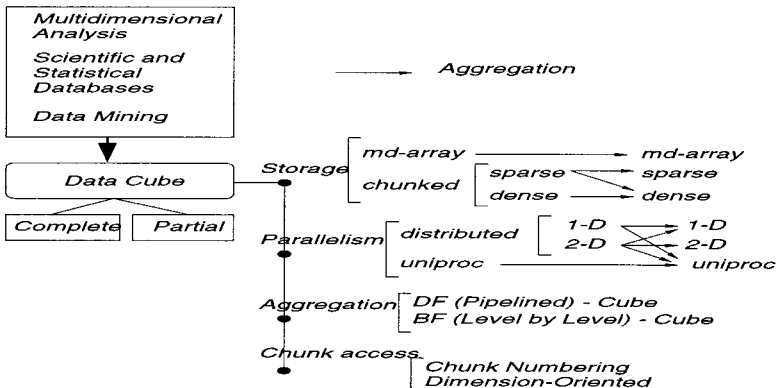 Multidimensional
Analysis
Scientific and
Statistical
Databases
Data Mining
Aggregation
Data Cube
Complete
Partial
Storage
md-array
md-array
chunked
sparse
sparse
dense
dense
Parallelism
distributed
1-D
1-D
2-D
2-D
uniproc
uniproc
Aggregation
DF (Pipelined) - Cube
BF (Level by Level) - Cube
Chunk access
Chunk Numbering
Dimension-Oriented